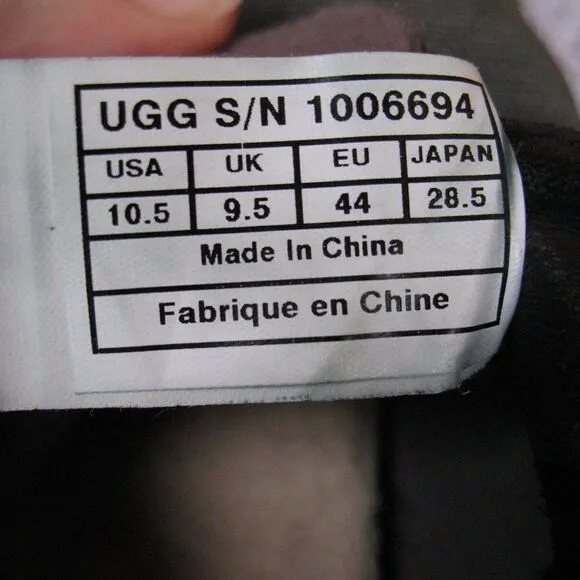 UGG S/N 1006694
USA UK EU JAPAN
10.5 9.5 44 28.5
Made In China
Fabrique en Chine